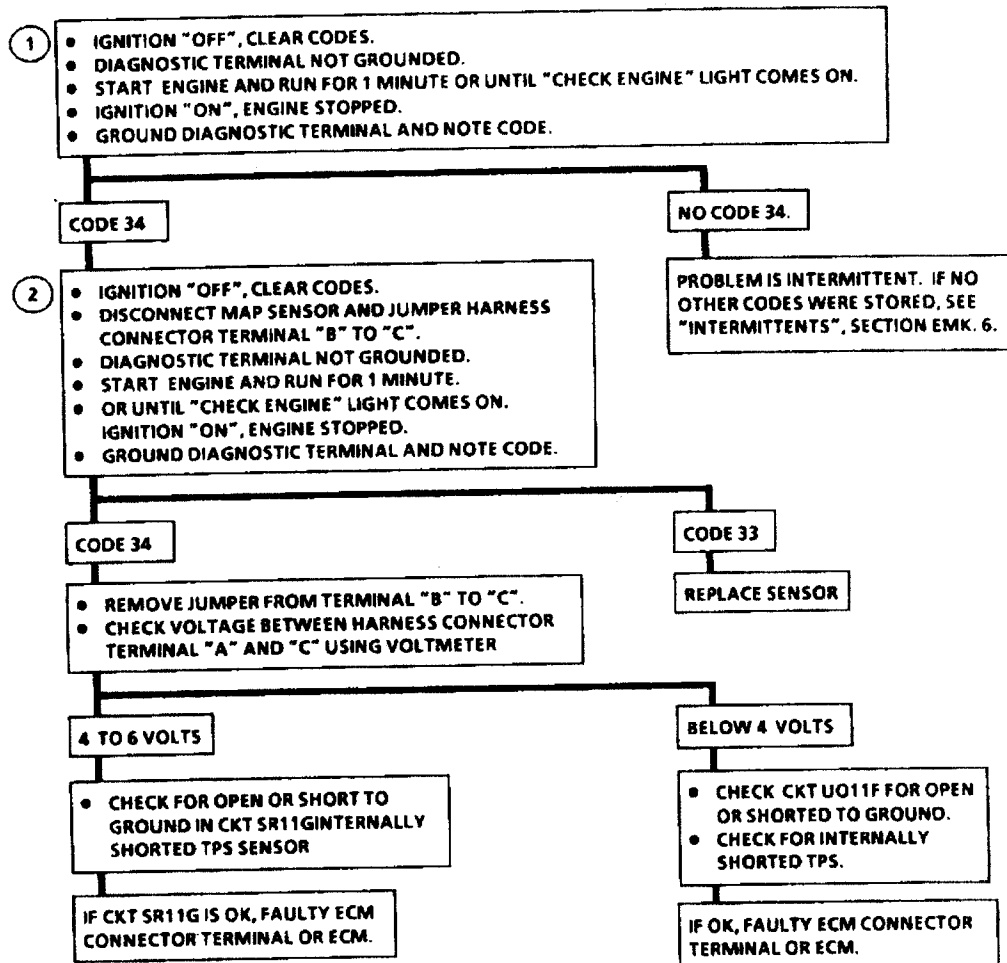 1
• IGNITION "OFF", CLEAR CODES.
• DIAGNOSTIC TERMINAL NOT GROUNDED.
• START ENGINE AND RUN FOR 1 MINUTE OR UNTIL "CHECK ENGINE" LIGHT COMES ON.
• IGNITION "ON", ENGINE STOPPED.
• GROUND DIAGNOSTIC TERMINAL AND NOTE CODE.
CODE 34
NO CODE 34.
PROBLEM IS INTERMITTENT. IF NO
OTHER CODES WERE STORED, SEE
"INTERMITTENTS", SECTION EMK. 6.
2
• IGNITION "OFF", CLEAR CODES.
• DISCONNECT MAP SENSOR AND JUMPER HARNESS
CONNECTOR TERMINAL "B" TO "C".
• DIAGNOSTIC TERMINAL NOT GROUNDED.
• START ENGINE AND RUN FOR 1 MINUTE.
• OR UNTIL "CHECK ENGINE" LIGHT COMES ON.
IGNITION "ON", ENGINE STOPPED.
• GROUND DIAGNOSTIC TERMINAL AND NOTE CODE.
CODE 34
CODE 33
REPLACE SENSOR
• REMOVE JUMPER FROM TERMINAL "B" TO "C".
• CHECK VOLTAGE BETWEEN HARNESS CONNECTOR
TERMINAL "A" AND "C" USING VOLTMETER
4 TO 6 VOLTS
BELOW 4 VOLTS
• CHECK FOR OPEN OR SHORT TO
GROUND IN CKT SR11GINTERNALLY
SHORTED TPS SENSOR
• CHECK CKT UO11F FOR OPEN
OR SHORTED TO GROUND.
• CHECK FOR INTERNALLY
SHORTED TPS.
IF CKT SR11G IS OK, FAULTY ECM
CONNECTOR TERMINAL OR ECM.
IF OK, FAULTY ECM CONNECTOR
TERMINAL OR ECM.